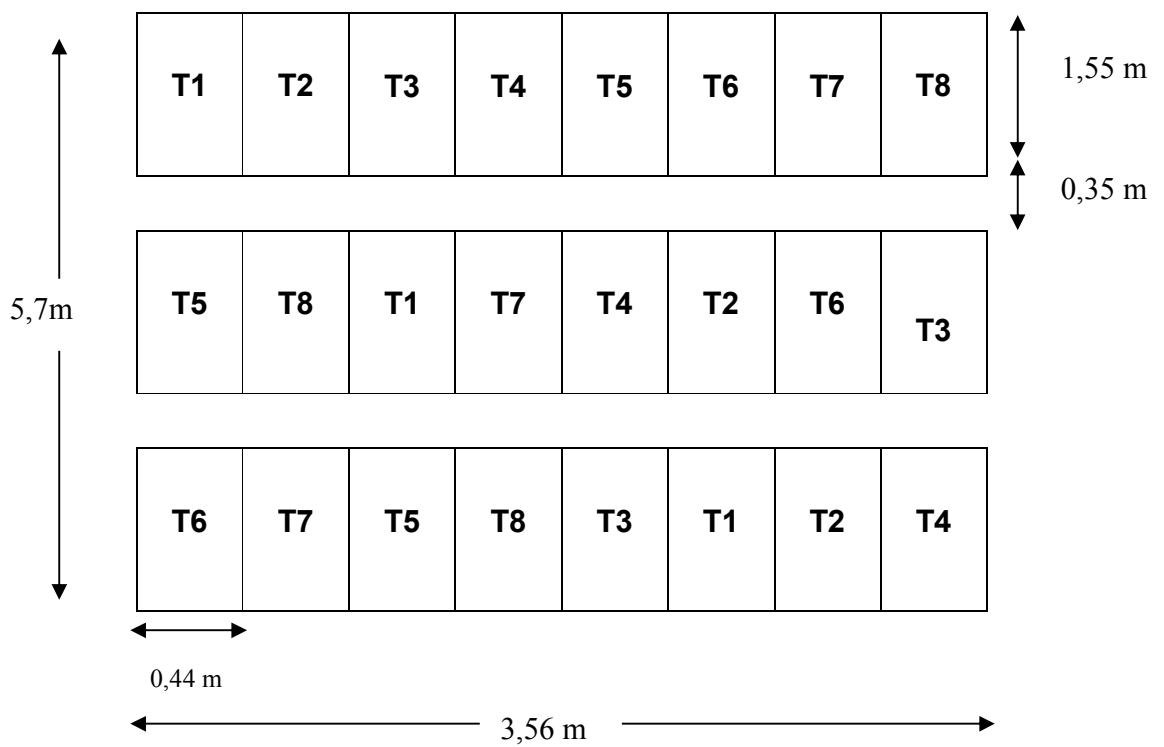 T1 T2 T3 T4 T5 T6 T7 T8
1,55 m
0,35 m
5,7m
T5 T8 T1 T7 T4 T2 T6 T3
T6 T7 T5 T8 T3 T1 T2 T4
0,44 m
3,56 m